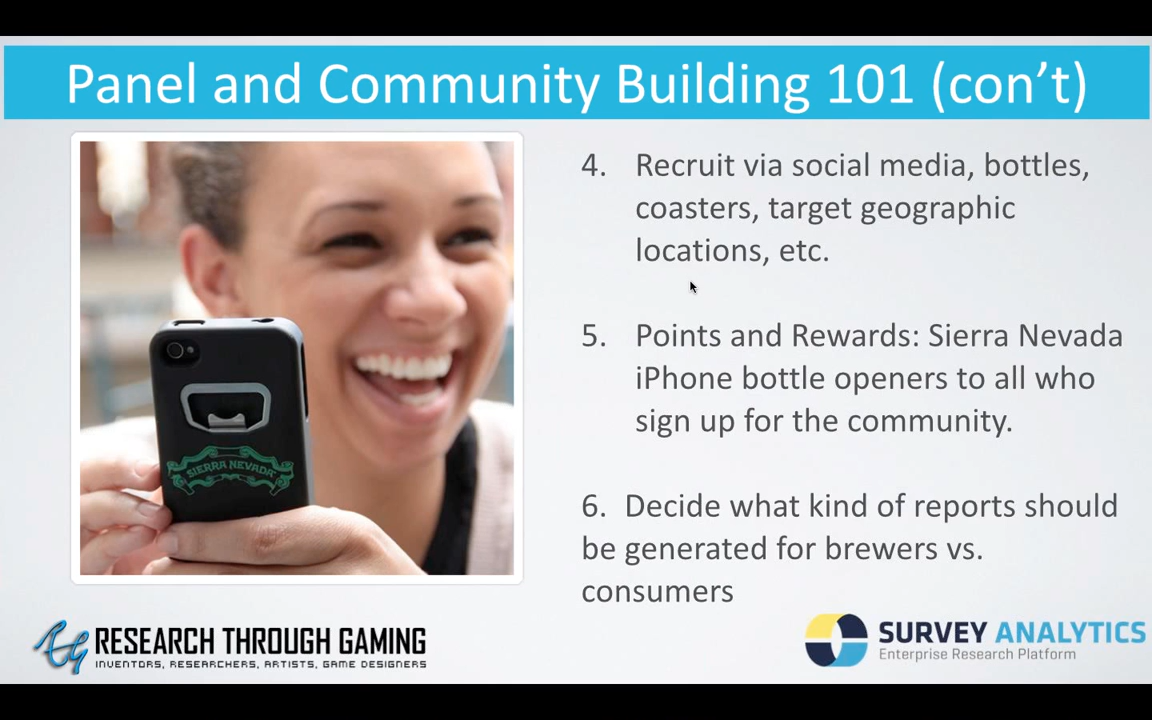 Panel and Community Building 101 (con’t)
4. Recruit via social media, bottles,
coasters, target geographic
locations, etc.
5. Points and Rewards: Sierra Nevada
iPhone bottle openers to all who
sign up for the community.
6. Decide what kind of reports should
be generated for brewers vs.
consumers
SIERRA NEVADA
RtG RESEARCH THROUGH GAMING
INVENTORS, RESEARCHERS, ARTISTS, GAME DESIGNERS
SURVEY ANALYTICS
Enterprise Research Platform